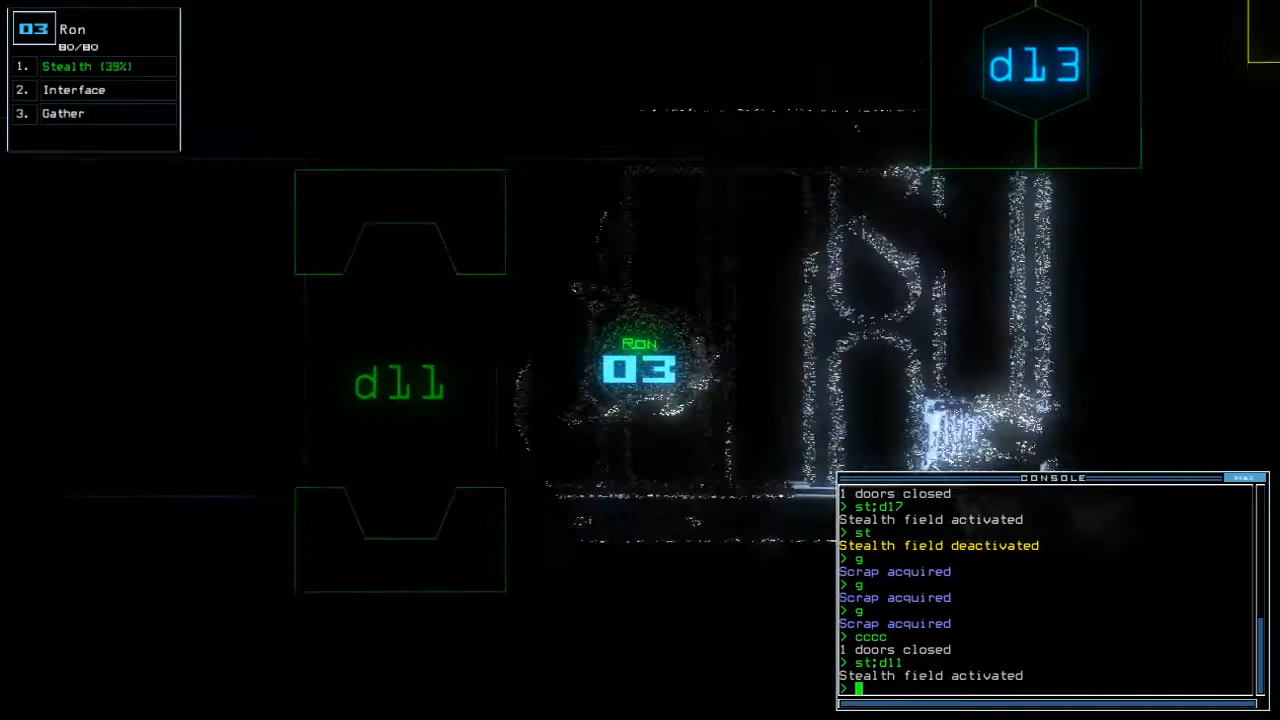 03 Ron
80/80
1. Stealth (39%)
2. Interface
3. Gather
d13
d11
Ron
03
CONSOLE
MAX
1 doors closed
> st;d17
Stealth field activated
> st
Stealth field deactivated
> g
Scrap acquired
> g
Scrap acquired
> g
Scrap acquired
> cccc
1 doors closed
> st;d11
Stealth field activated
>